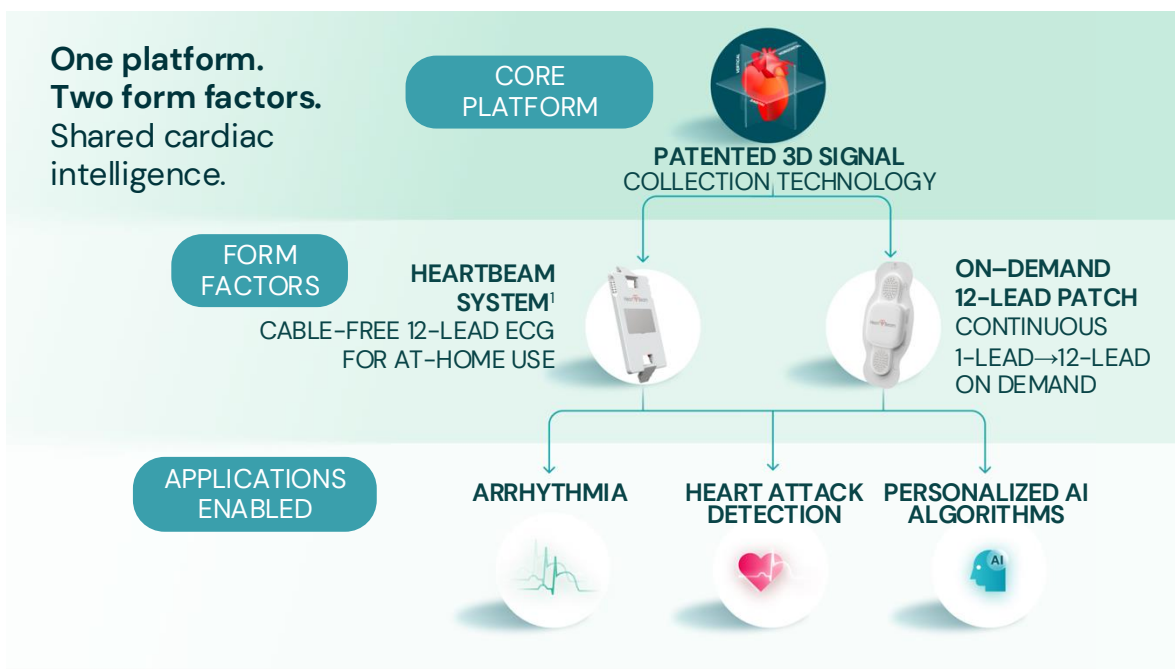 One platform.
Two form factors.
Shared cardiac
intelligence.
CORE
PLATFORM
PATENTED 3D SIGNAL
COLLECTION TECHNOLOGY
FORM
FACTORS
HEARTBEAM
SYSTEM¹
CABLE-FREE 12-LEAD ECG
FOR AT-HOME USE
ON–DEMAND
12-LEAD PATCH
CONTINUOUS
1-LEAD→12-LEAD
ON DEMAND
APPLICATIONS
ENABLED
ARRHYTHMIA
HEART ATTACK
DETECTION
PERSONALIZED AI
ALGORITHMS
AI